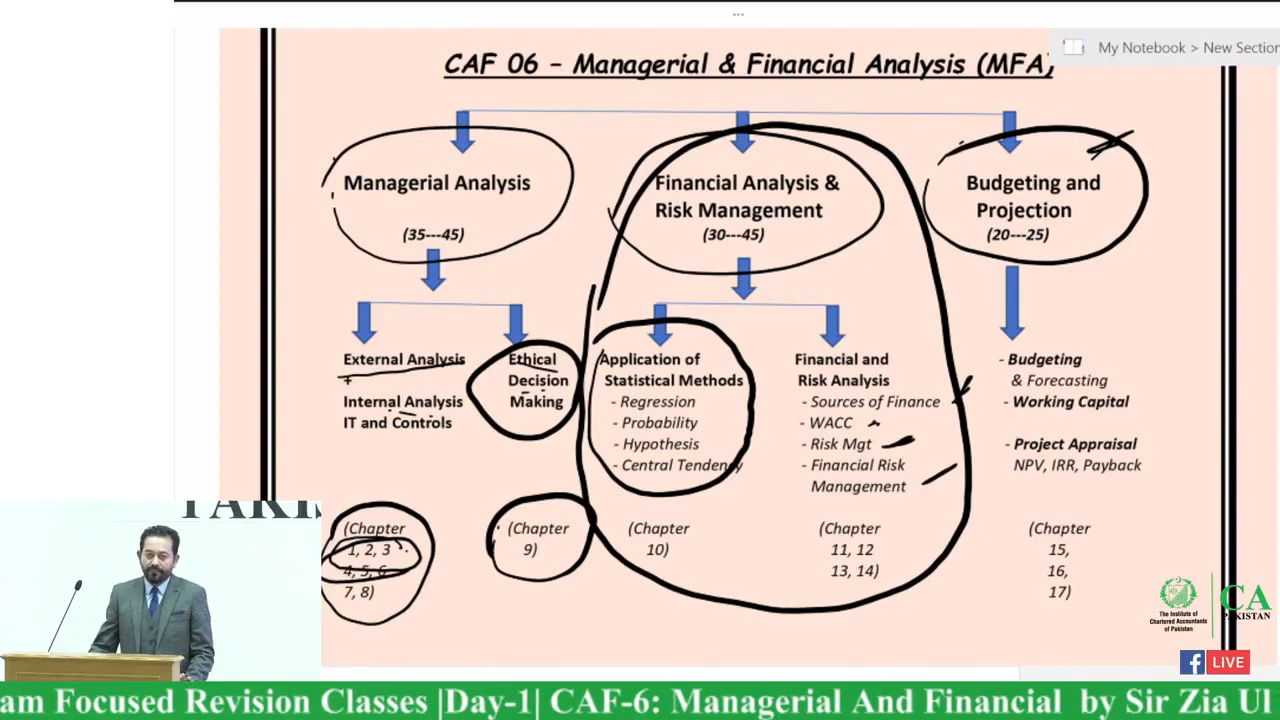 ...
My Notebook > New Section
CAF 06 – Managerial & Financial Analysis (MFA)
Managerial Analysis
(35---45)
Financial Analysis &
Risk Management
(30---45)
Budgeting and
Projection
(20---25)
External Analysis
+
Internal Analysis
IT and Controls
Ethical
Decision
Making
Application of
Statistical Methods
- Regression
- Probability
- Hypothesis
- Central Tendency
Financial and
Risk Analysis
- Sources of Finance
- WACC
- Risk Mgt
- Financial Risk
Management
- Budgeting
& Forecasting
- Working Capital
- Project Appraisal
NPV, IRR, Payback
(Chapter
1, 2, 3
4, 5, 6
7, 8)
(Chapter
9)
(Chapter
10)
(Chapter
11, 12
13, 14)
(Chapter
15,
16,
17)
The Institute of
Chartered Accountants
of Pakistan
CA
PAKISTAN
f LIVE
am Focused Revision Classes |Day-1| CAF-6: Managerial And Financial by Sir Zia Ul